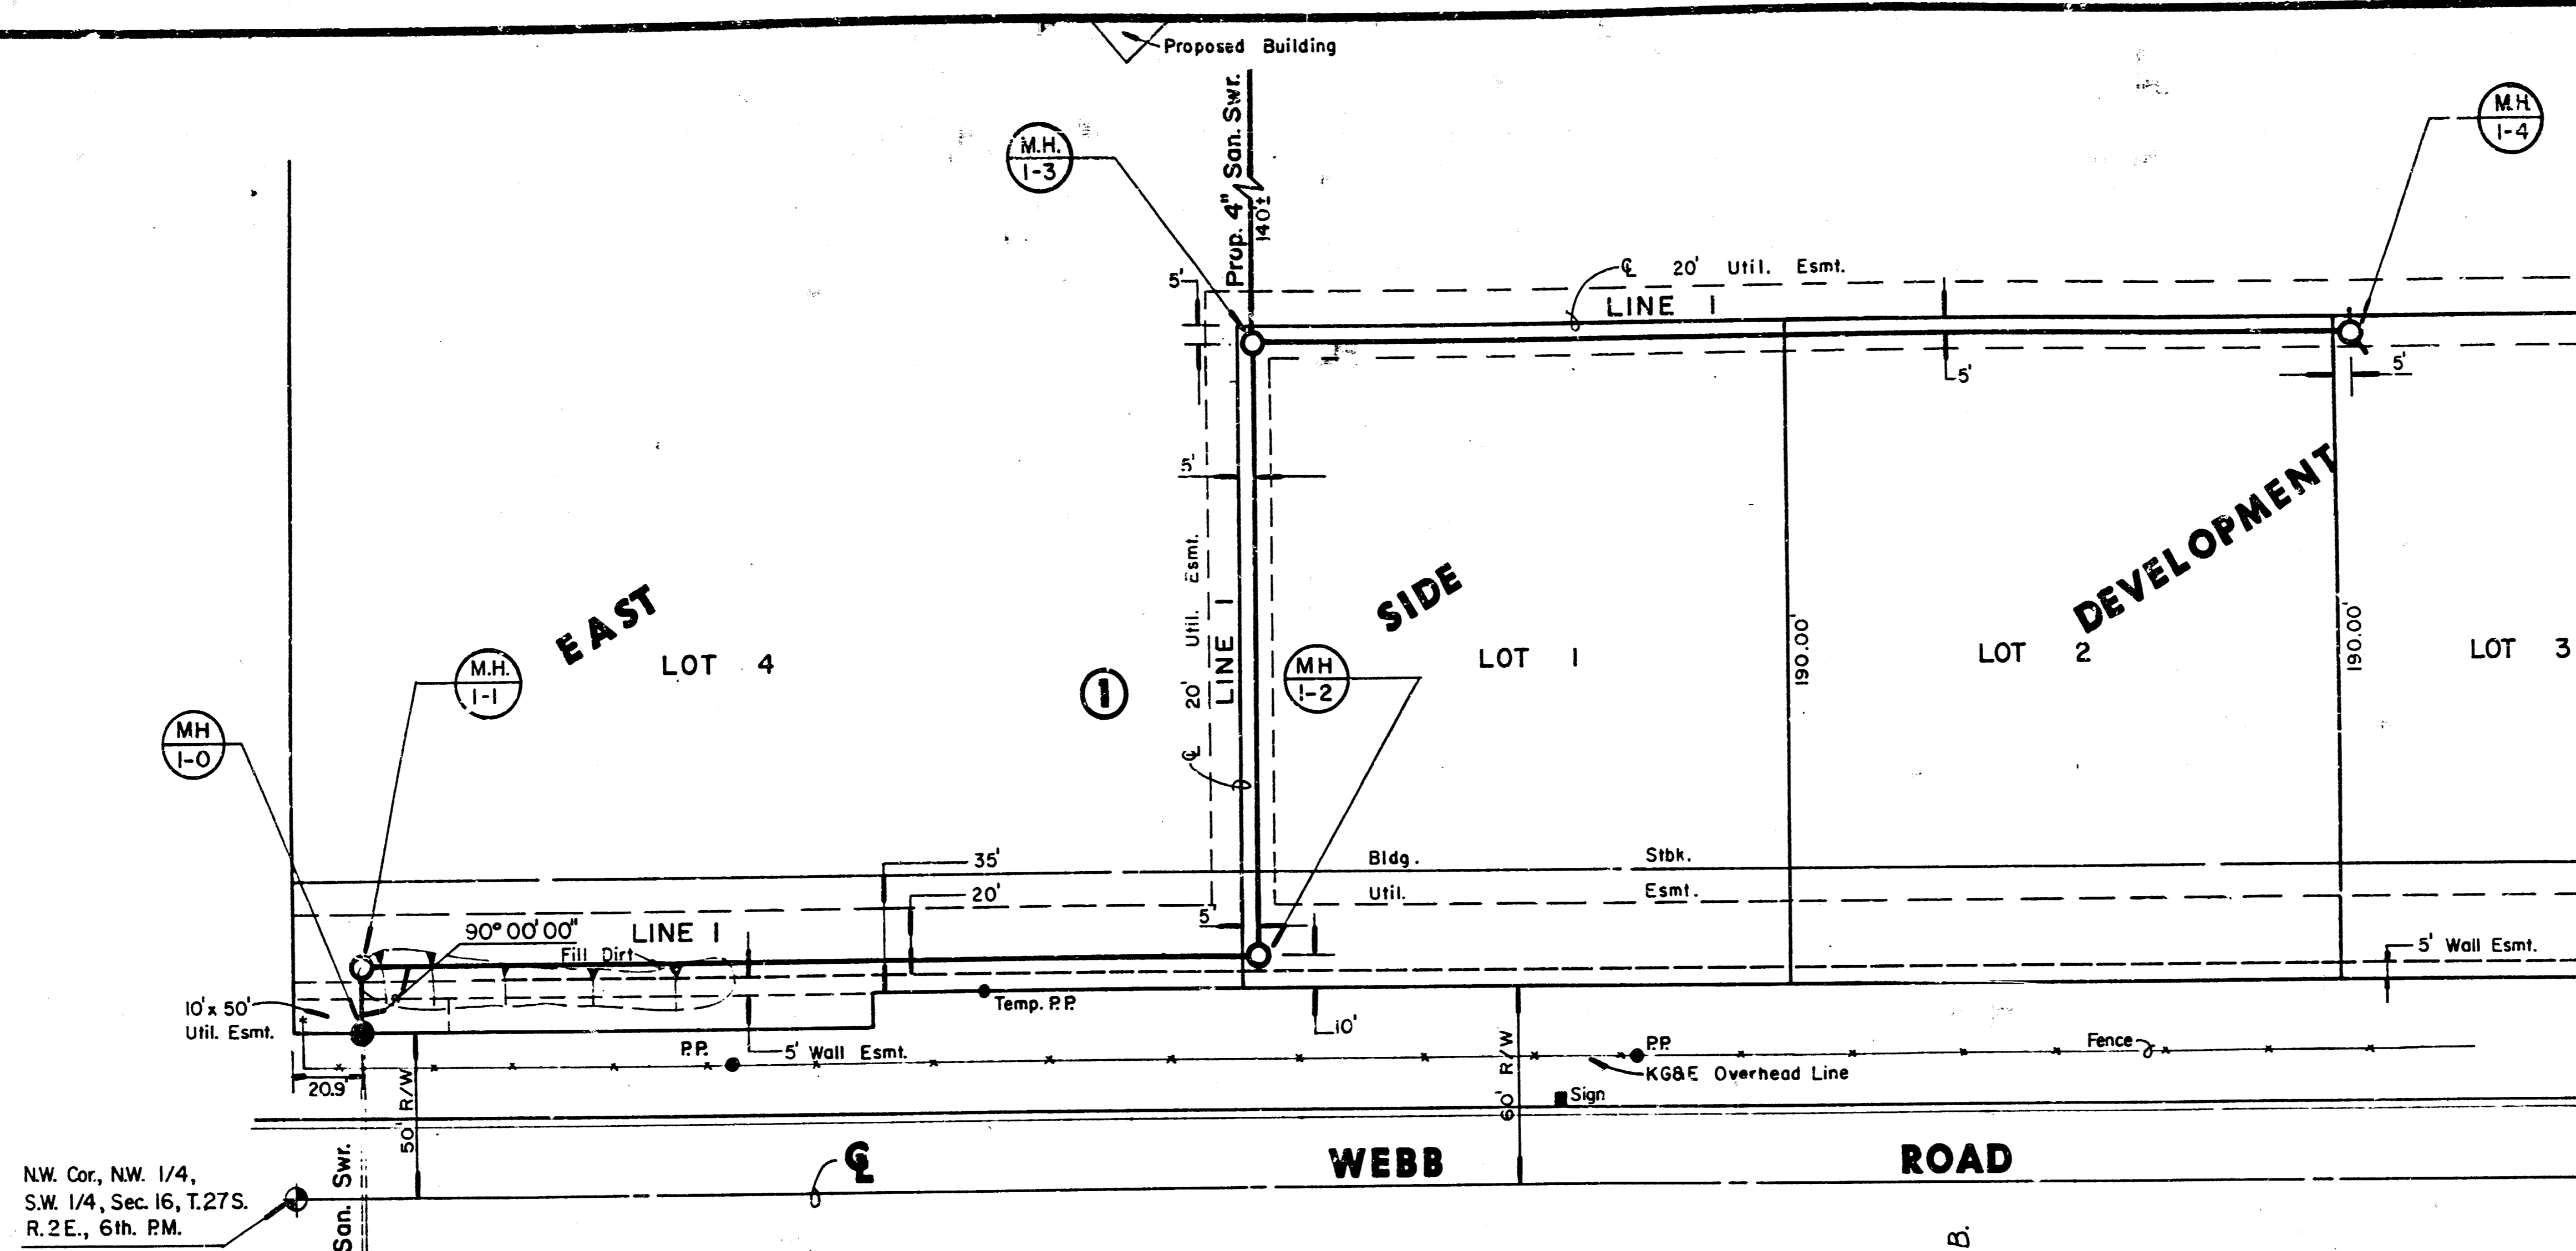 Proposed Building
Prop. 4" San. Swr.
140'±
M.H.
1-3
M.H.
1-4
5'
℄ 20' Util. Esmt.
LINE 1
5'
5'
5'
20' Util. Esmt.
LINE 1
℄
EAST SIDE DEVELOPMENT
LOT 4
1
LOT 1
190.00'
LOT 2
190.00'
LOT 3
M.H.
1-1
MH
1-2
MH
1-0
35'
Bldg. Stbk.
20'
Util. Esmt.
5'
90°00'00"
LINE 1
Fill Dirt
5' Wall Esmt.
10' x 50'
Util. Esmt.
Temp. P.P.
10'
P.P.
5' Wall Esmt.
P.P.
Fence
KG&E Overhead Line
20.9'
50' R/W
60' R/W
Sign
San. Swr.
℄ WEBB ROAD
N.W. Cor., N.W. 1/4,
S.W. 1/4, Sec. 16, T.27S.
R.2E., 6th. P.M.
B.